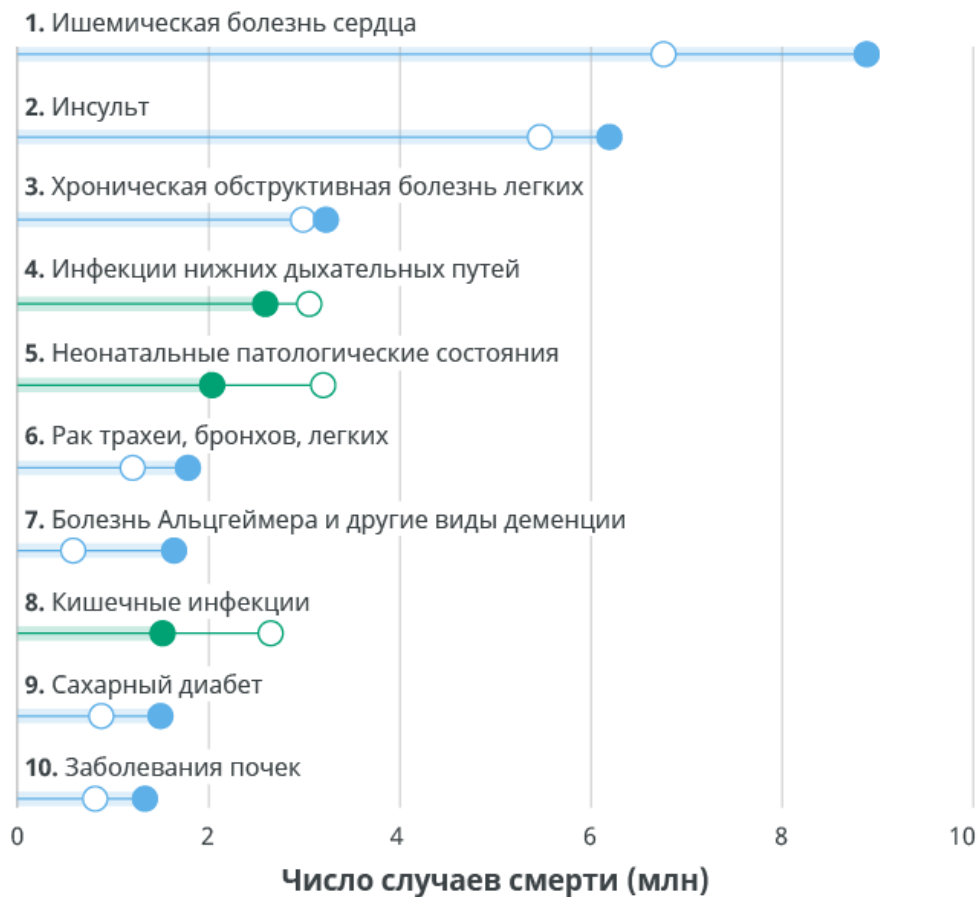 1. Ишемическая болезнь сердца
2. Инсульт
3. Хроническая обструктивная болезнь легких
4. Инфекции нижних дыхательных путей
5. Неонатальные патологические состояния
6. Рак трахеи, бронхов, легких
7. Болезнь Альцгеймера и другие виды деменции
8. Кишечные инфекции
9. Сахарный диабет
10. Заболевания почек
0 2 4 6 8 10
Число случаев смерти (млн)